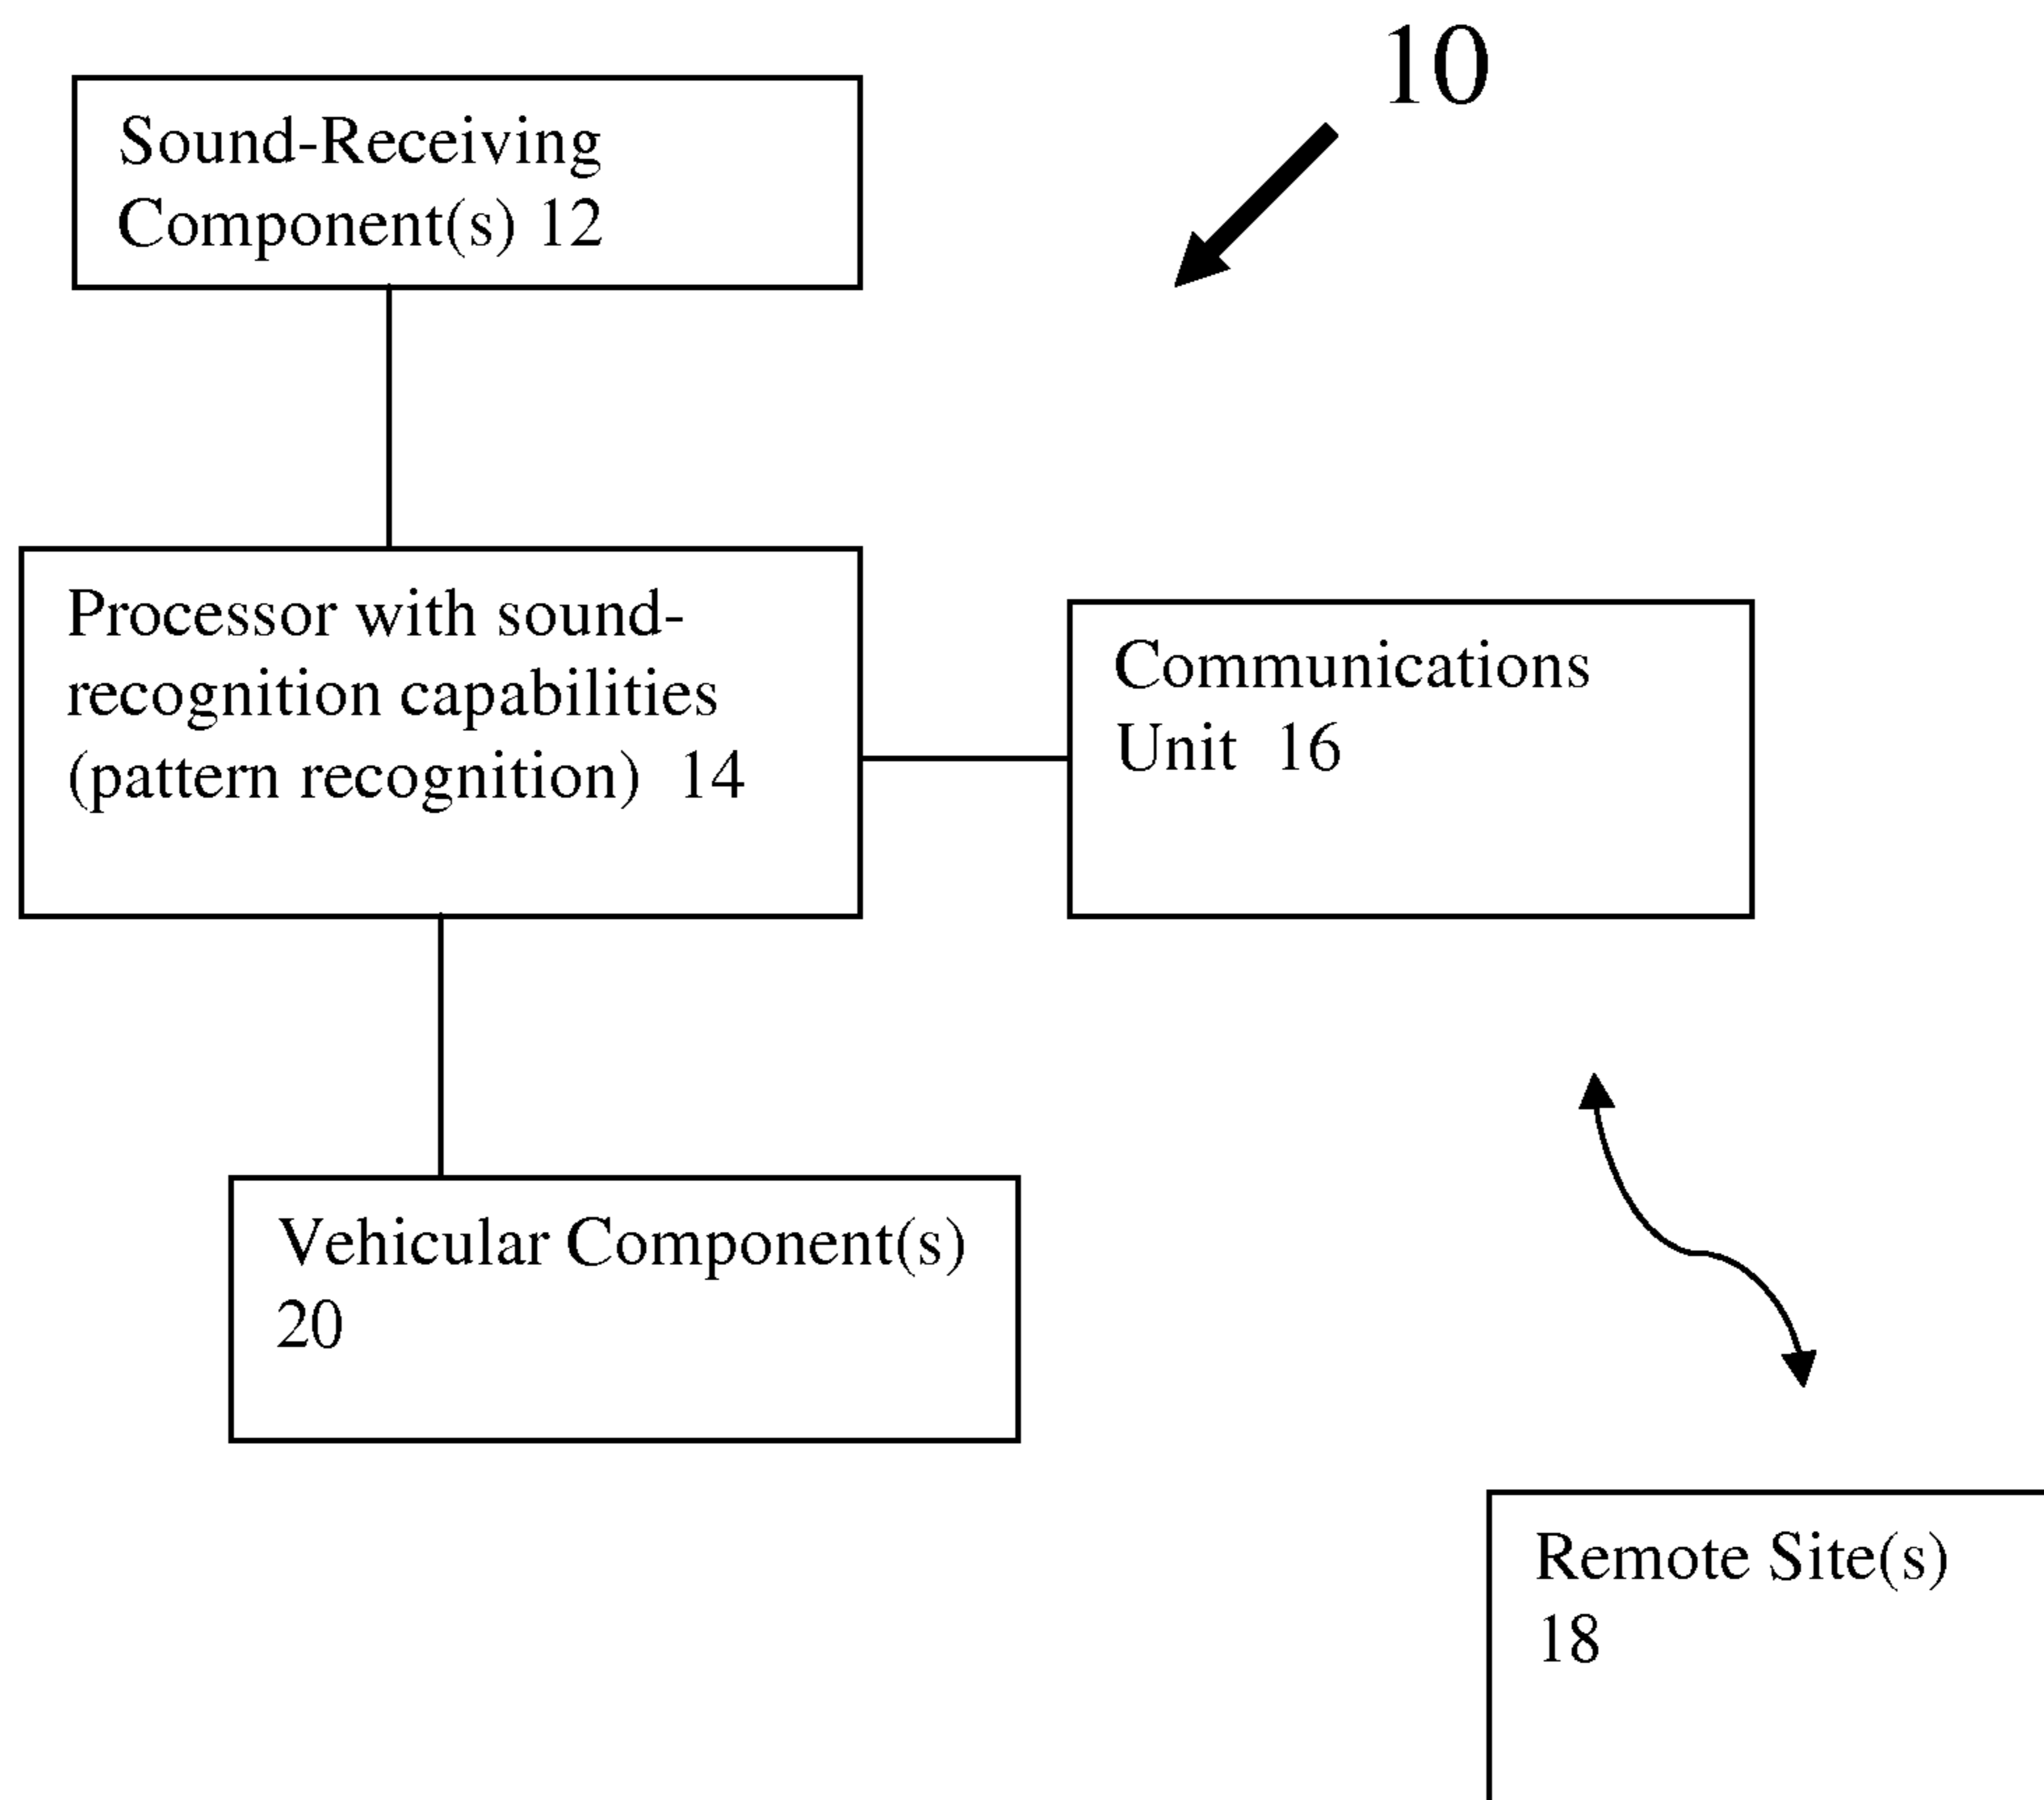 10
Sound-Receiving
Component(s) 12
Processor with sound-
recognition capabilities
(pattern recognition) 14
Communications
Unit 16
Vehicular Component(s)
20
Remote Site(s)
18